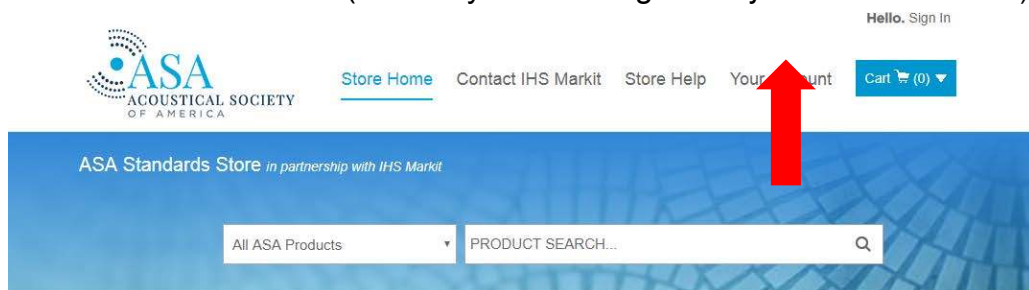 Hello. Sign In
ASA
ACOUSTICAL SOCIETY
OF AMERICA
Store Home Contact IHS Markit Store Help Your
Cart (0)
ASA Standards Store in partnership with IHS Markit
All ASA Products
PRODUCT SEARCH...